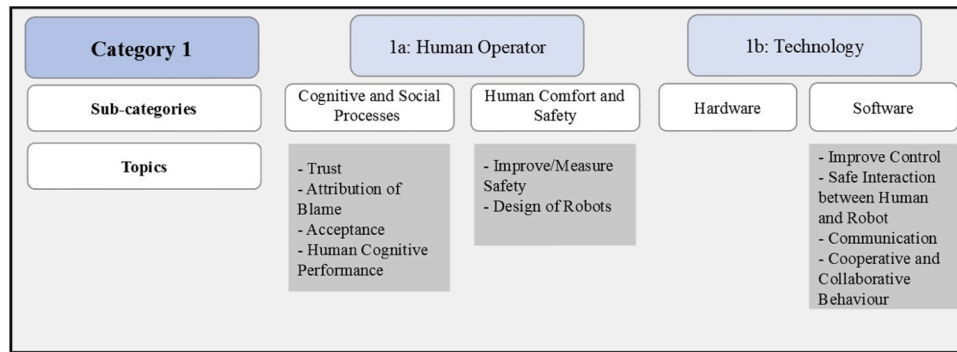 Category 1
1a: Human Operator
1b: Technology
Sub-categories
Cognitive and Social
Processes
Human Comfort and
Safety
Hardware
Software
Topics
- Trust
- Attribution of
Blame
- Acceptance
- Human Cognitive
Performance
- Improve/Measure
Safety
- Design of Robots
- Improve Control
- Safe Interaction
between Human
and Robot
- Communication
- Cooperative and
Collaborative
Behaviour